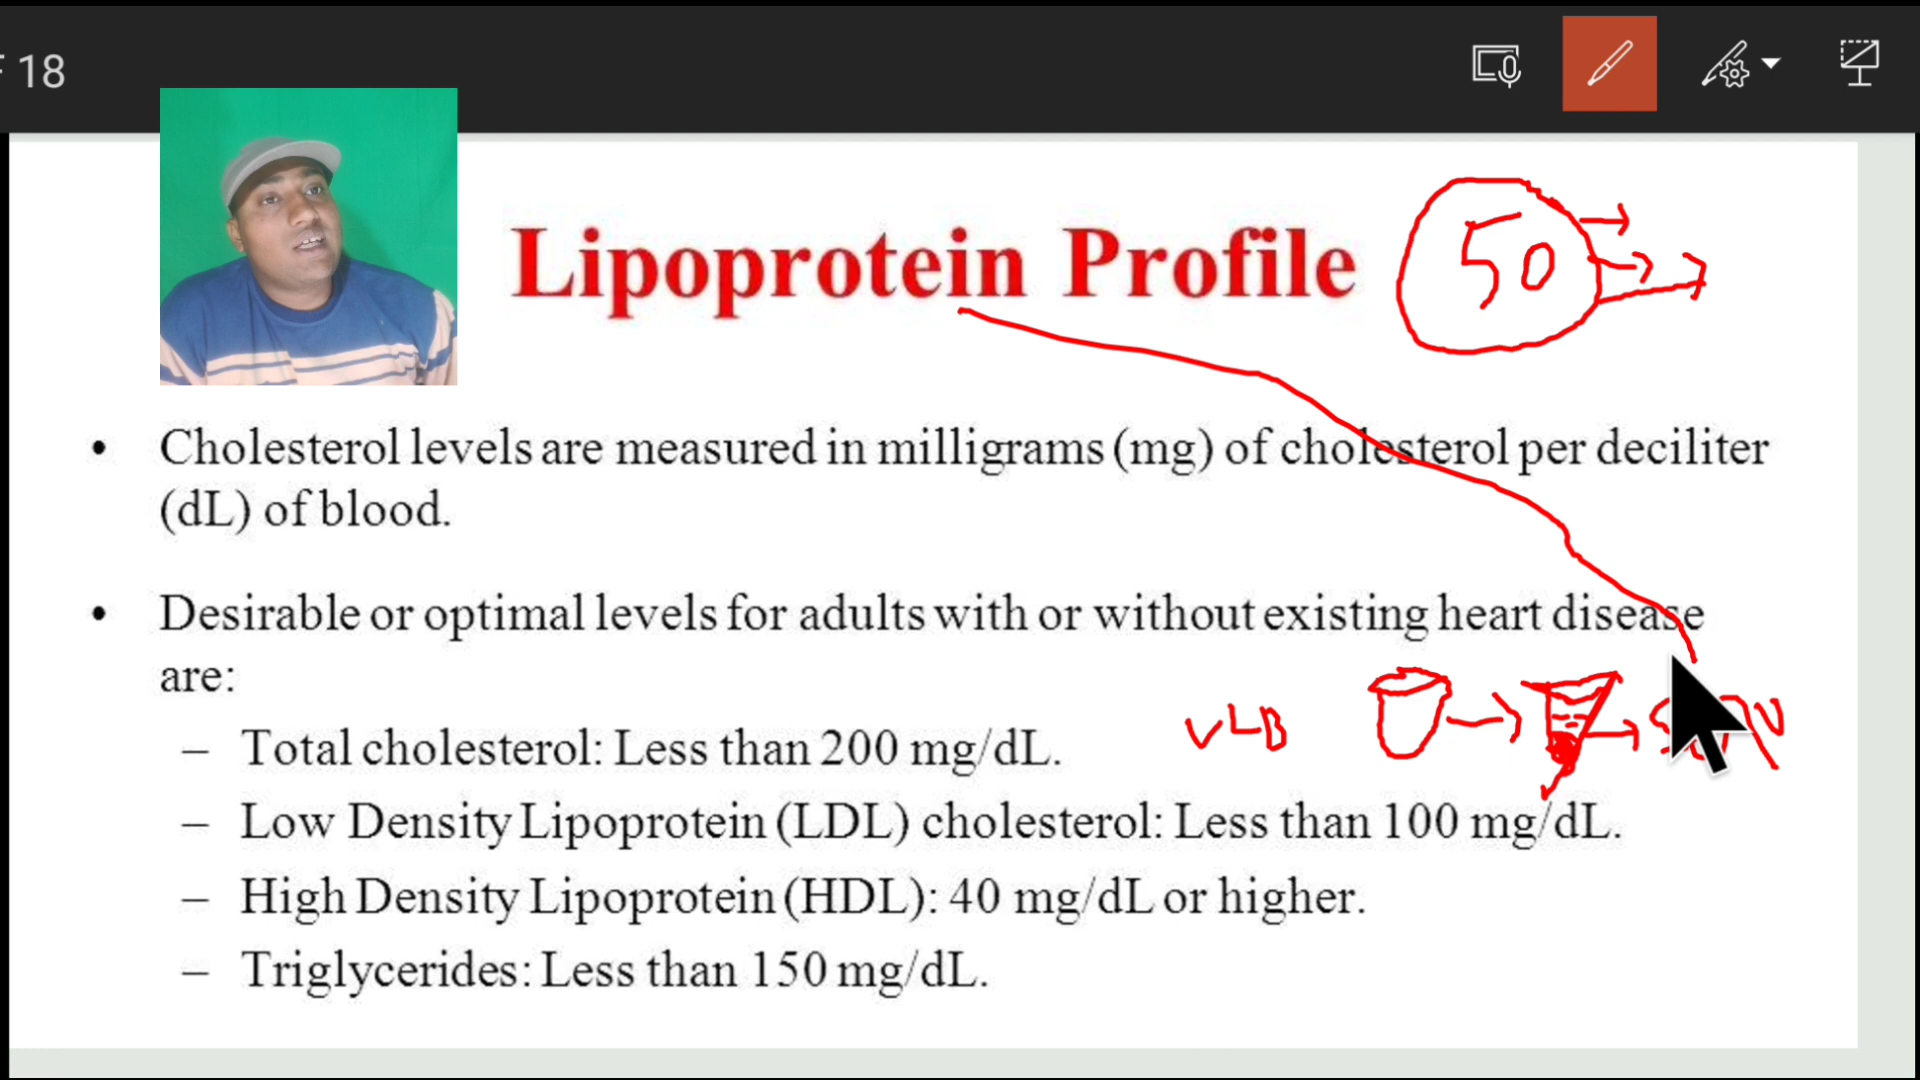 18
Lipoprotein Profile
50
• Cholesterol levels are measured in milligrams (mg) of cholesterol per deciliter
(dL) of blood.
• Desirable or optimal levels for adults with or without existing heart disease
are:
VLB
– Total cholesterol: Less than 200 mg/dL.
– Low Density Lipoprotein (LDL) cholesterol: Less than 100 mg/dL.
– High Density Lipoprotein (HDL): 40 mg/dL or higher.
– Triglycerides: Less than 150 mg/dL.